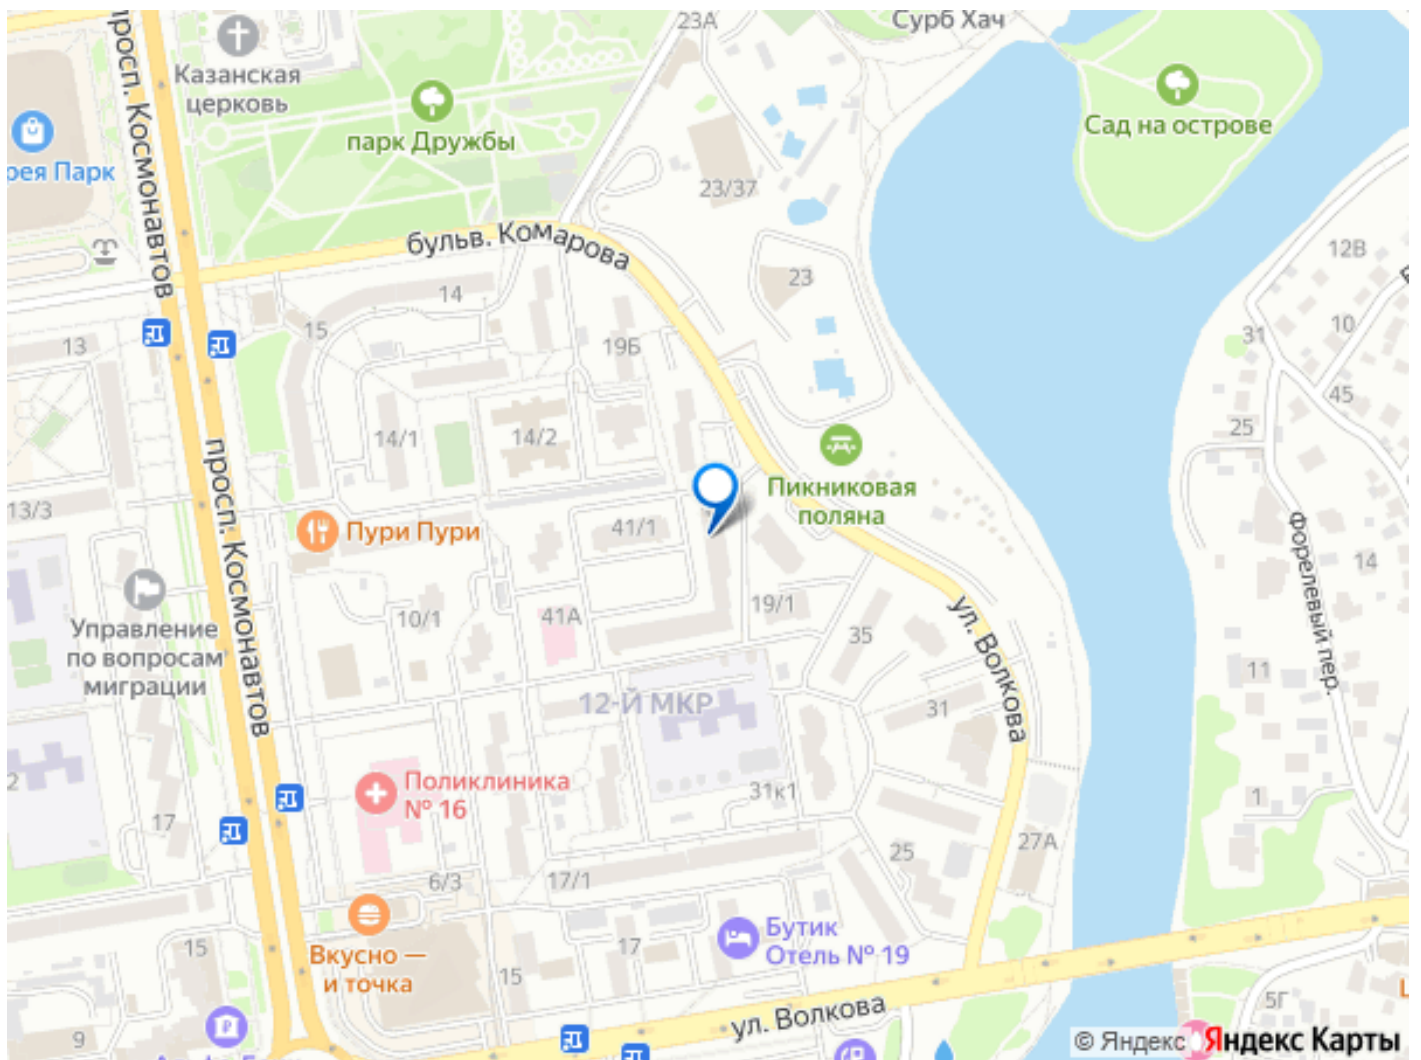 23А
Сурб Хач
просп. Космонавтов
Казанская
церковь
парк Дружбы
Сад на острове
рея Парк
23/37
бульв. Комарова
12В
23
14
15
10
31
13
19Б
45
14/1
14/2
25
просп. Космонавтов
Пикниковая
поляна
13/3
Пури Пури
41/1
Форелевый пер.
14
Управление
по вопросам
миграции
10/1
41А
19/1
35
ул. Волкова
11
12-Й МКР
31
2
Поликлиника
№ 16
31к1
1
17
27А
25
6/3
17/1
15
Вкусно —
и точка
17
Бутик
Отель № 19
15
ул. Волкова
5Г
9
© Яндекс
Яндекс Карты